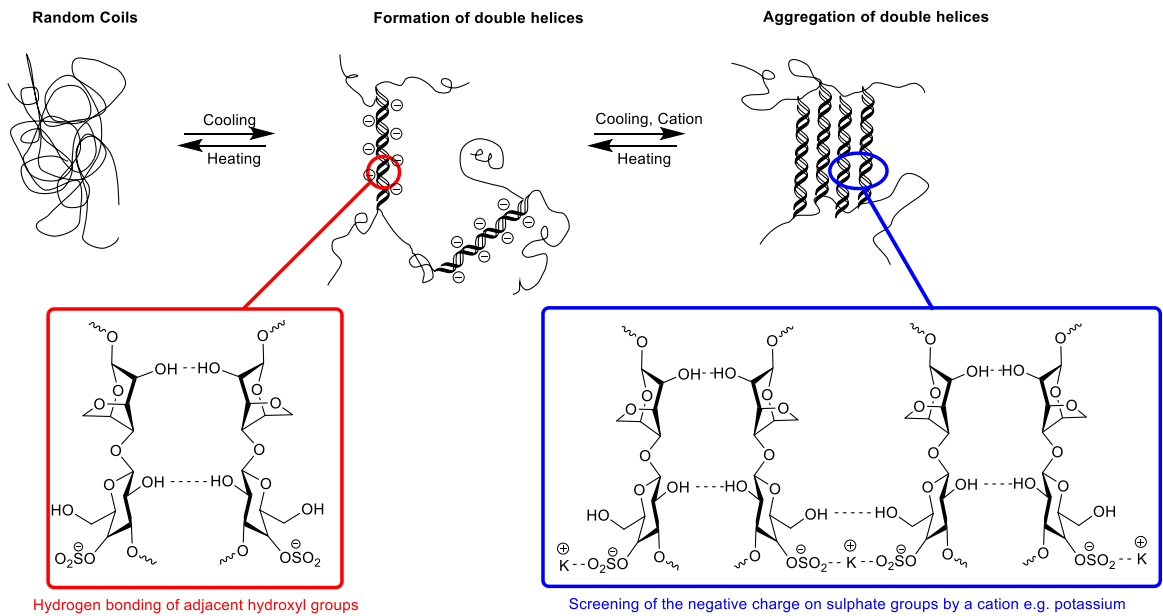 Random Coils
Formation of double helices
Aggregation of double helices
Cooling
Heating
Cooling, Cation
Heating
O
O
OH
HO
O
O
O
O
O
O
O
OH
HO
O
O
HO
OH
O₂SO
O
O
OSO₂
O
O
O
O
OH
HO
OH
HO
O
O
O
O
O
O
O
O
O
O
O
O
O
OH
HO
O
O
OH
HO
O
HO
OH
HO
OH
K
O₂SO
O
O
OSO₂
K
O₂SO
O
O
OSO₂
K
Hydrogen bonding of adjacent hydroxyl groups
Screening of the negative charge on sulphate groups by a cation e.g. potassium